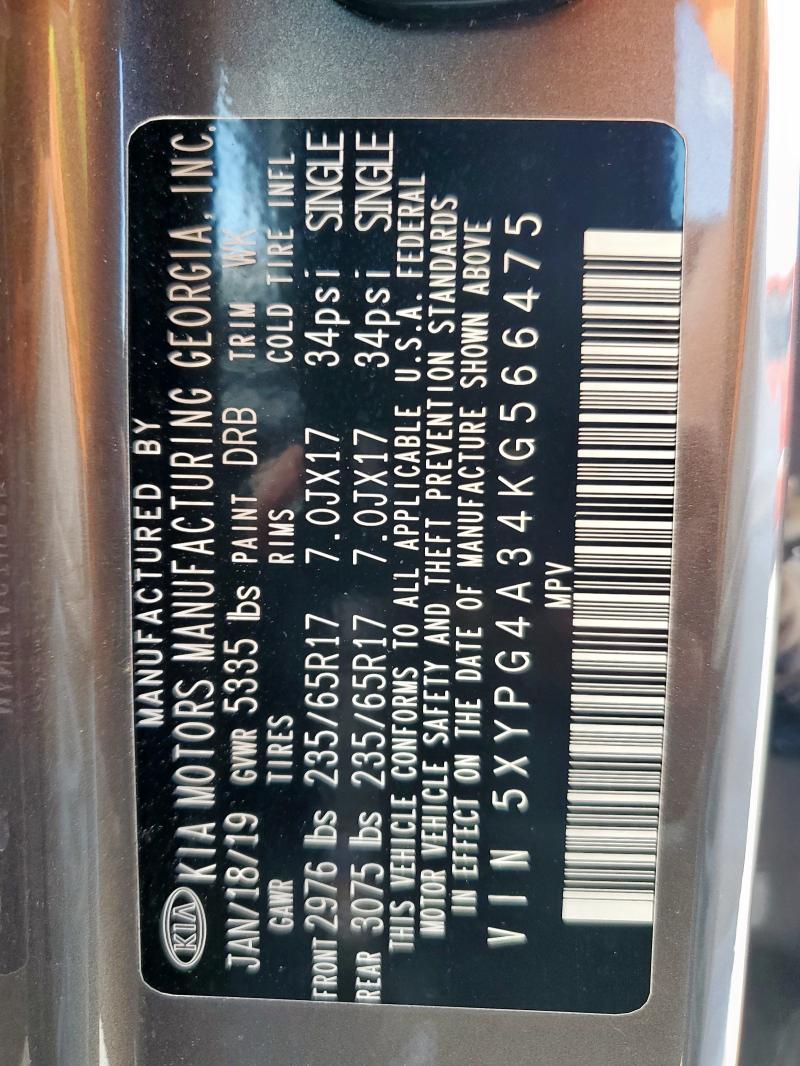 MANUFACTURED BY
KIA KIA MOTORS MANUFACTURING GEORGIA, INC.
JAN/18/19 GVWR 5335 lbs PAINT DRB TRIM WK
GAWR TIRES RIMS COLD TIRE INFL
FRONT 2976 lbs 235/65R17 7.0JX17 34psi SINGLE
REAR 3075 lbs 235/65R17 7.0JX17 34psi SINGLE
THIS VEHICLE CONFORMS TO ALL APPLICABLE U.S.A. FEDERAL
MOTOR VEHICLE SAFETY AND THEFT PREVENTION STANDARDS
IN EFFECT ON THE DATE OF MANUFACTURE SHOWN ABOVE
VIN 5XYPG4A34KG566475
MPV